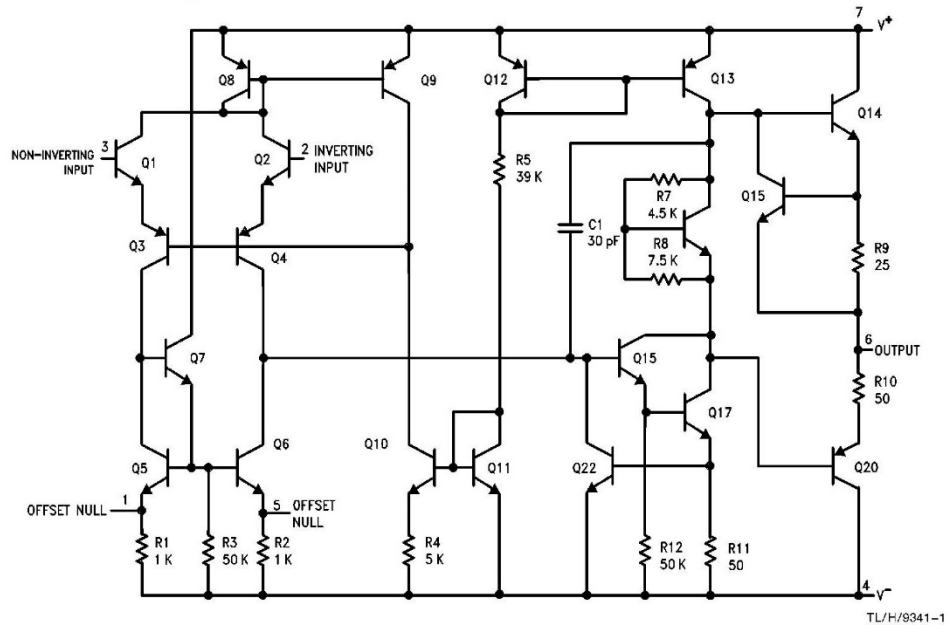 7 V+
Q8
Q9
Q12
Q13
Q14
3
NON-INVERTING
INPUT
Q1
Q2
2 INVERTING
INPUT
R5
39 K
R7
4.5 K
Q15
Q3
Q4
C1
30 pF
R8
7.5 K
R9
25
Q7
Q15
6
OUTPUT
R10
50
Q5
Q6
Q10
Q11
Q22
Q17
Q20
OFFSET NULL 1
5 OFFSET
NULL
R1
1 K
R3
50 K
R2
1 K
R4
5 K
R12
50 K
R11
50
4
V-
TL/H/9341-1